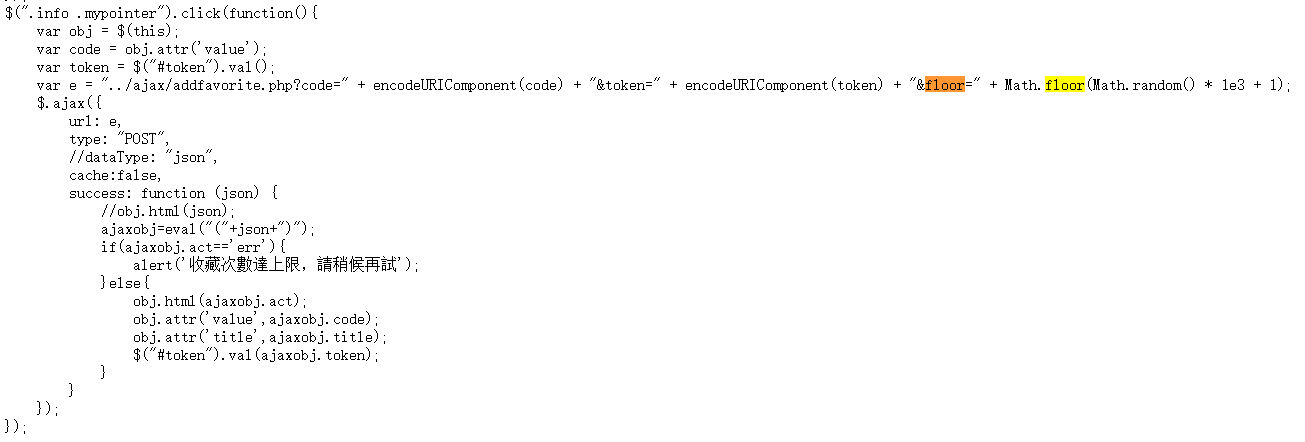 $(".info .mypointer").click(function(){
    var obj = $(this);
    var code = obj.attr('value');
    var token = $("#token").val();
    var e = "../ajax/addfavorite.php?code=" + encodeURIComponent(code) + "&token=" + encodeURIComponent(token) + "&floor=" + Math.floor(Math.random() * 1e3 + 1);
    $.ajax({
        url: e,
        type: "POST",
        //dataType: "json",
        cache:false,
        success: function (json) {
            //obj.html(json);
            ajaxobj=eval("("+json+")");
            if(ajaxobj.act=='err'){
                alert('收藏次數達上限，請稍候再試');
            }else{
                obj.html(ajaxobj.act);
                obj.attr('value',ajaxobj.code);
                obj.attr('title',ajaxobj.title);
                $("#token").val(ajaxobj.token);
            }
        }
    });
});